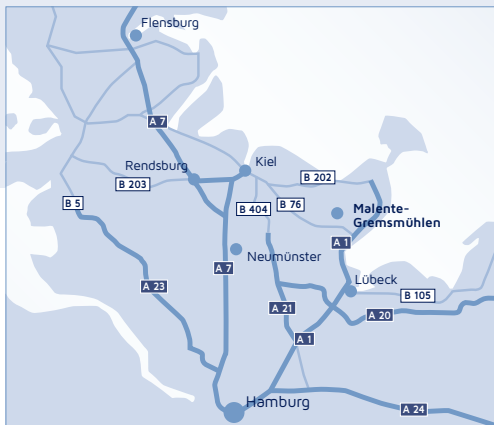 Flensburg
A 7
Kiel
Rendsburg
B 203
B 202
B 5
B 404
B 76
Malente-
Gremsmühlen
A 1
Neumünster
A 7
Lübeck
A 23
B 105
A 21
A 20
A 1
Hamburg
A 24